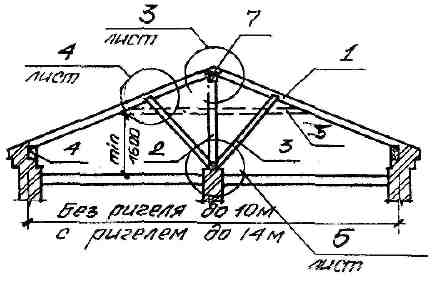 3
лист
7
4
лист
1
min
1600
4
2
3
5
Без ригеля до 10м
с ригелем до 14м
5
лист